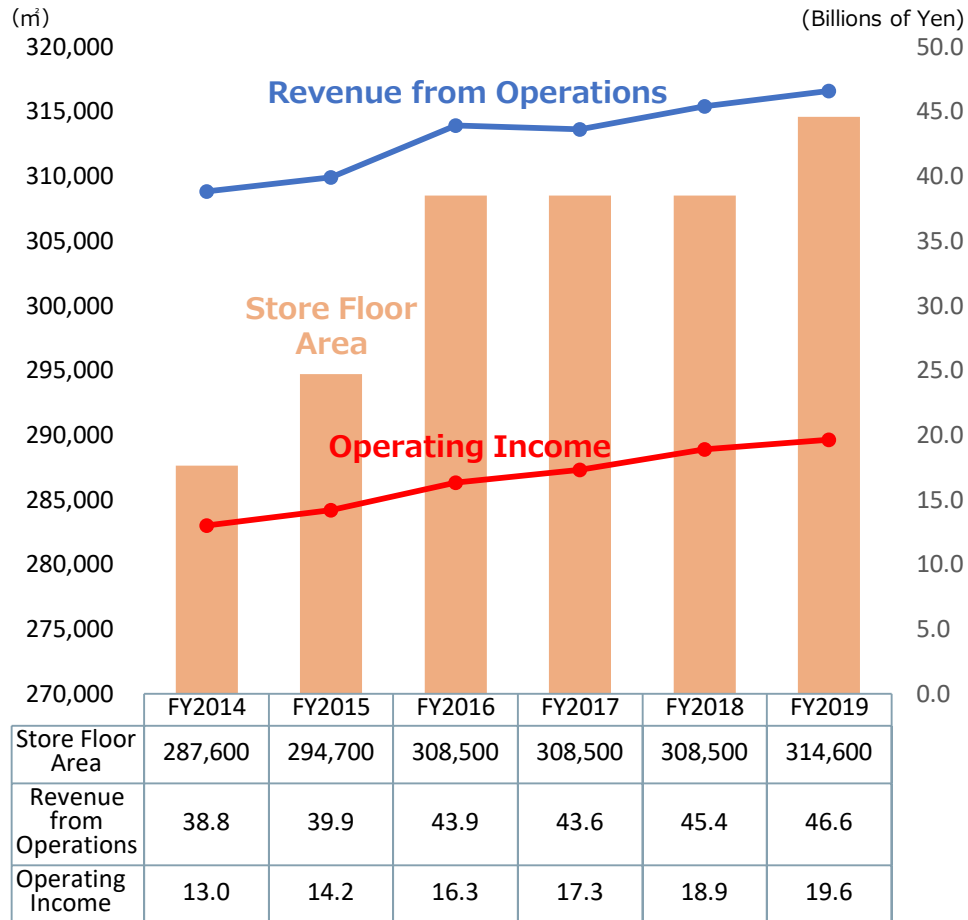 (㎡) (Billions of Yen)
320,000 50.0
Revenue from Operations
315,000 45.0
310,000 40.0
305,000 35.0
300,000 30.0
Store Floor
Area
295,000 25.0
290,000 20.0
Operating Income
285,000 15.0
280,000 10.0
275,000 5.0
270,000 0.0
FY2014 FY2015 FY2016 FY2017 FY2018 FY2019
Store Floor
Area 287,600 294,700 308,500 308,500 308,500 314,600
Revenue
from
Operations 38.8 39.9 43.9 43.6 45.4 46.6
Operating
Income 13.0 14.2 16.3 17.3 18.9 19.6